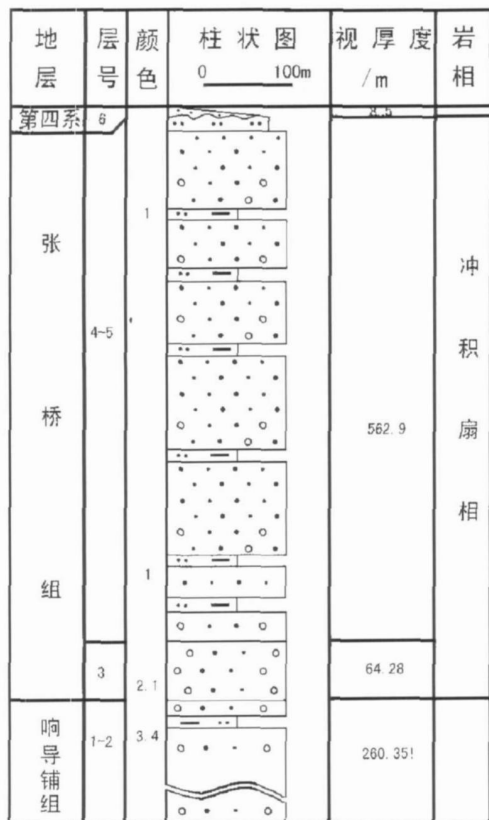 地层 层号 颜色 柱状图 视厚度/m 岩相
0 100m
第四系 6 8.5
张桥组 4-5 1 562.9 冲积扇相
1
3 2.1 64.28
响导铺组 1-2 3.4 260.35!